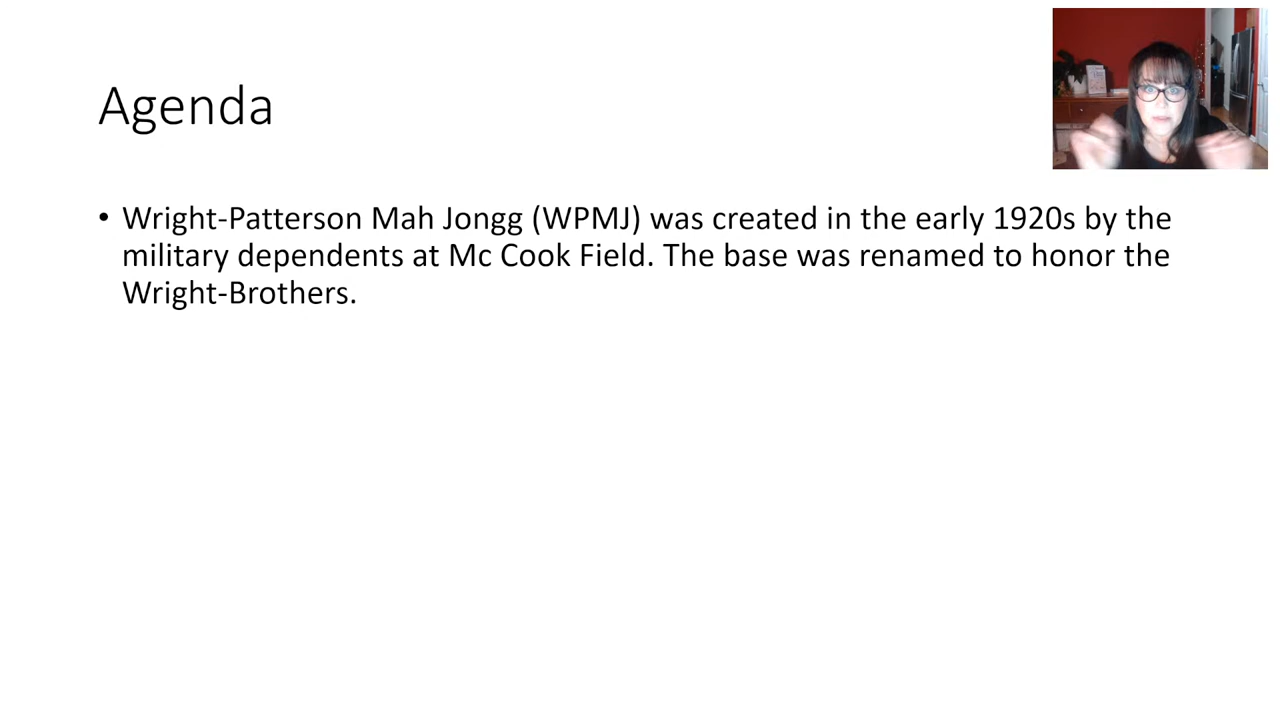 Agenda
• Wright-Patterson Mah Jongg (WPMJ) was created in the early 1920s by the
military dependents at Mc Cook Field. The base was renamed to honor the
Wright-Brothers.